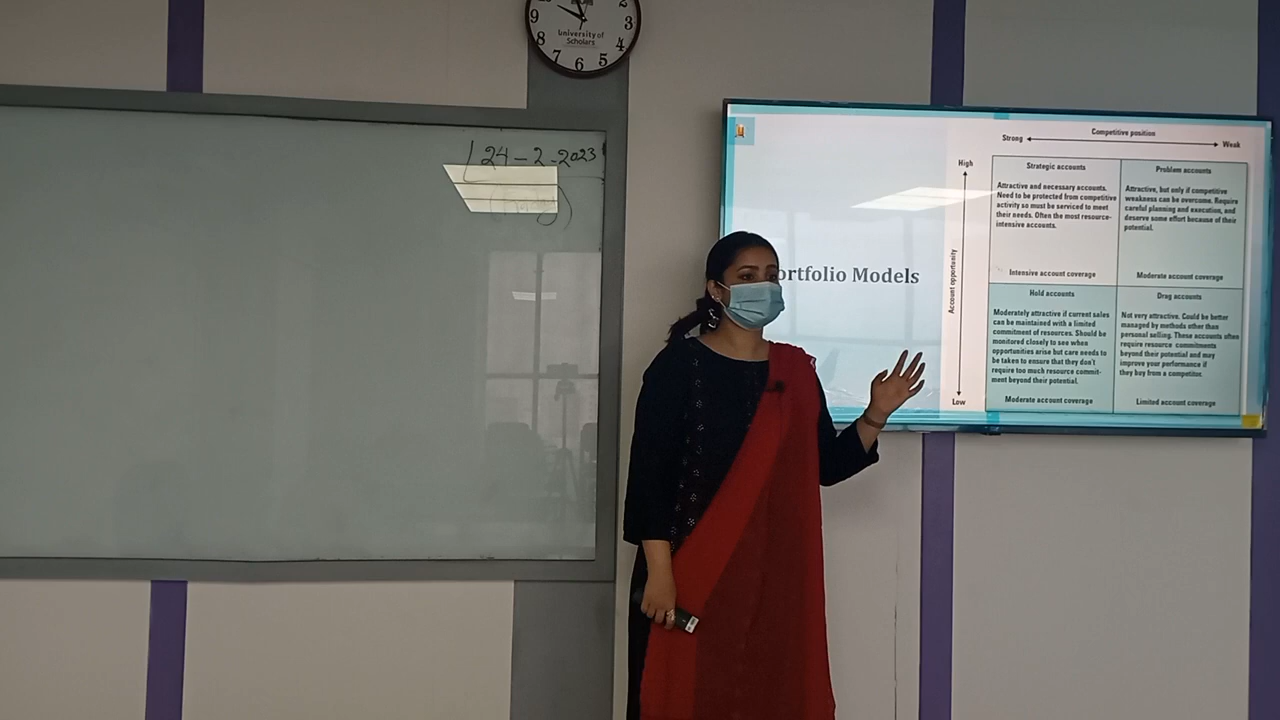 9
3
8
4
7
6
5
University of
Scholars
24-2-2023
ortfolio Models
Competitive position
Strong
Weak
High
Account opportunity
Low
Strategic accounts
Attractive and necessary accounts.
Need to be protected from competitive
activity so must be serviced to meet
their needs. Often the most resource-
intensive accounts.
Intensive account coverage
Problem accounts
Attractive, but only if competitive
weakness can be overcome. Require
careful planning and execution, and
deserve some effort because of their
potential.
Moderate account coverage
Hold accounts
Moderately attractive if current sales
can be maintained with a limited
commitment of resources. Should be
monitored closely to see when
opportunities arise but care needs to
be taken to ensure that they don't
require too much resource commit-
ment beyond their potential.
Moderate account coverage
Drag accounts
Not very attractive. Could be better
managed by methods other than
personal selling. These accounts often
require resource commitments
beyond their potential and may
improve your performance if
they buy from a competitor.
Limited account coverage